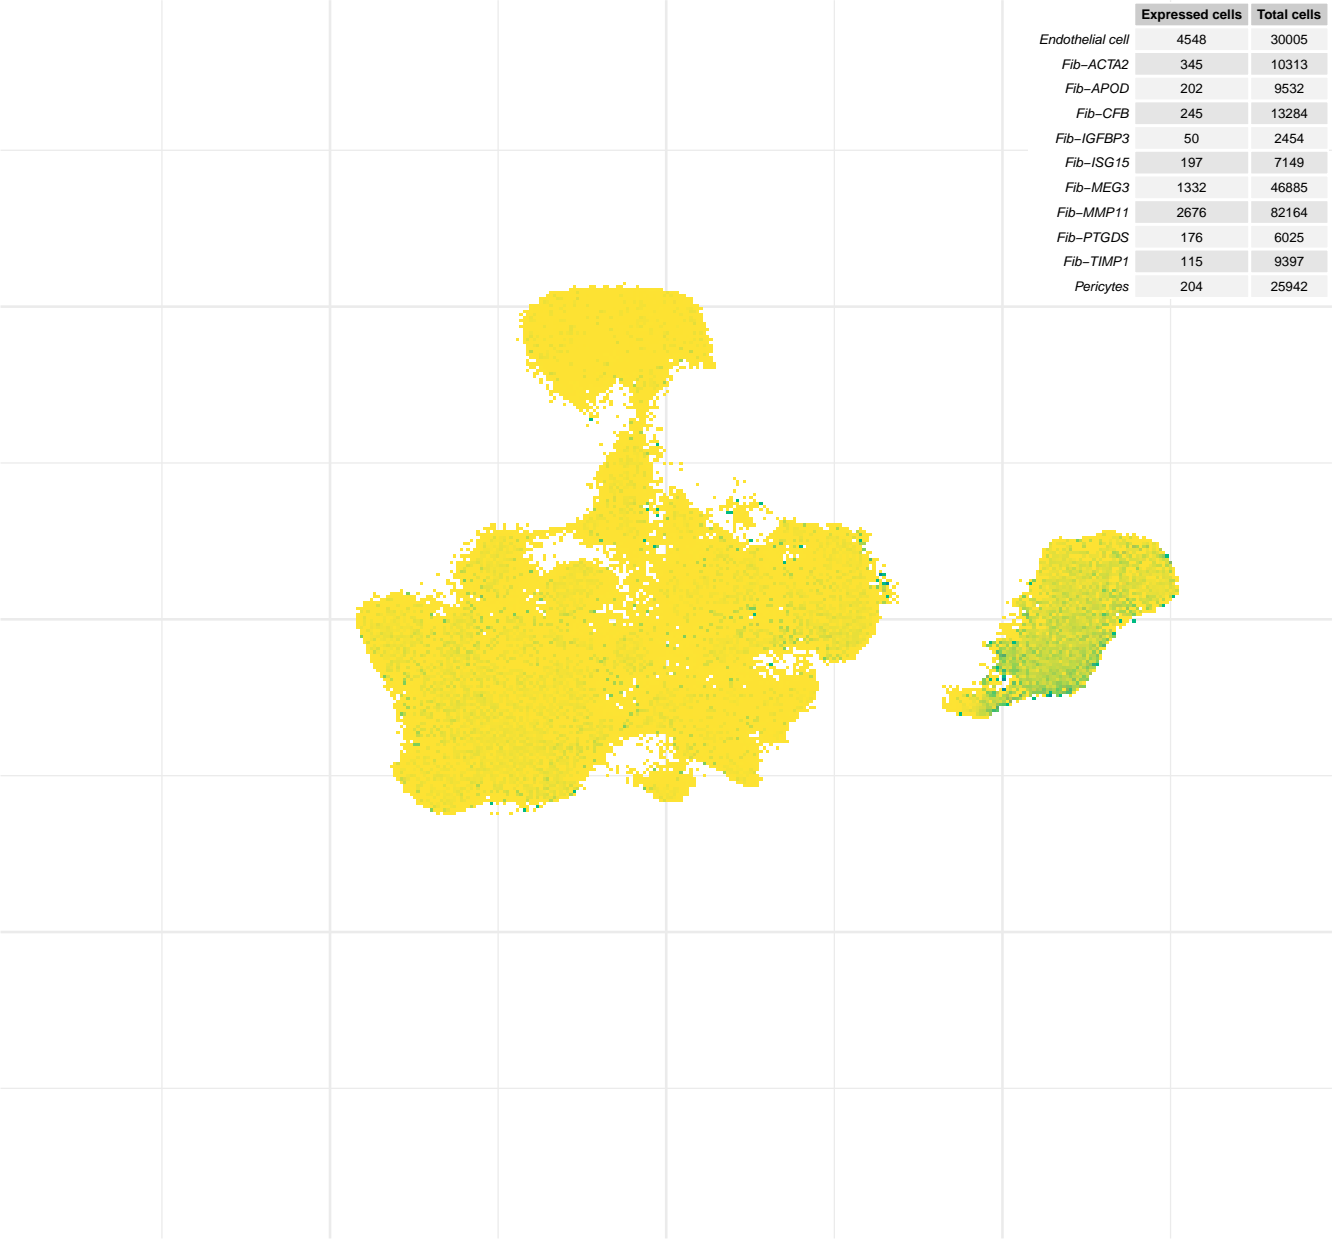 Expressed cells Total cells
Endothelial cell 4548 30005
Fib−ACTA2 345 10313
Fib−APOD 202 9532
Fib−CFB 245 13284
Fib−IGFBP3 50 2454
Fib−ISG15 197 7149
Fib−MEG3 1332 46885
Fib−MMP11 2676 82164
Fib−PTGDS 176 6025
Fib−TIMP1 115 9397
Pericytes 204 25942